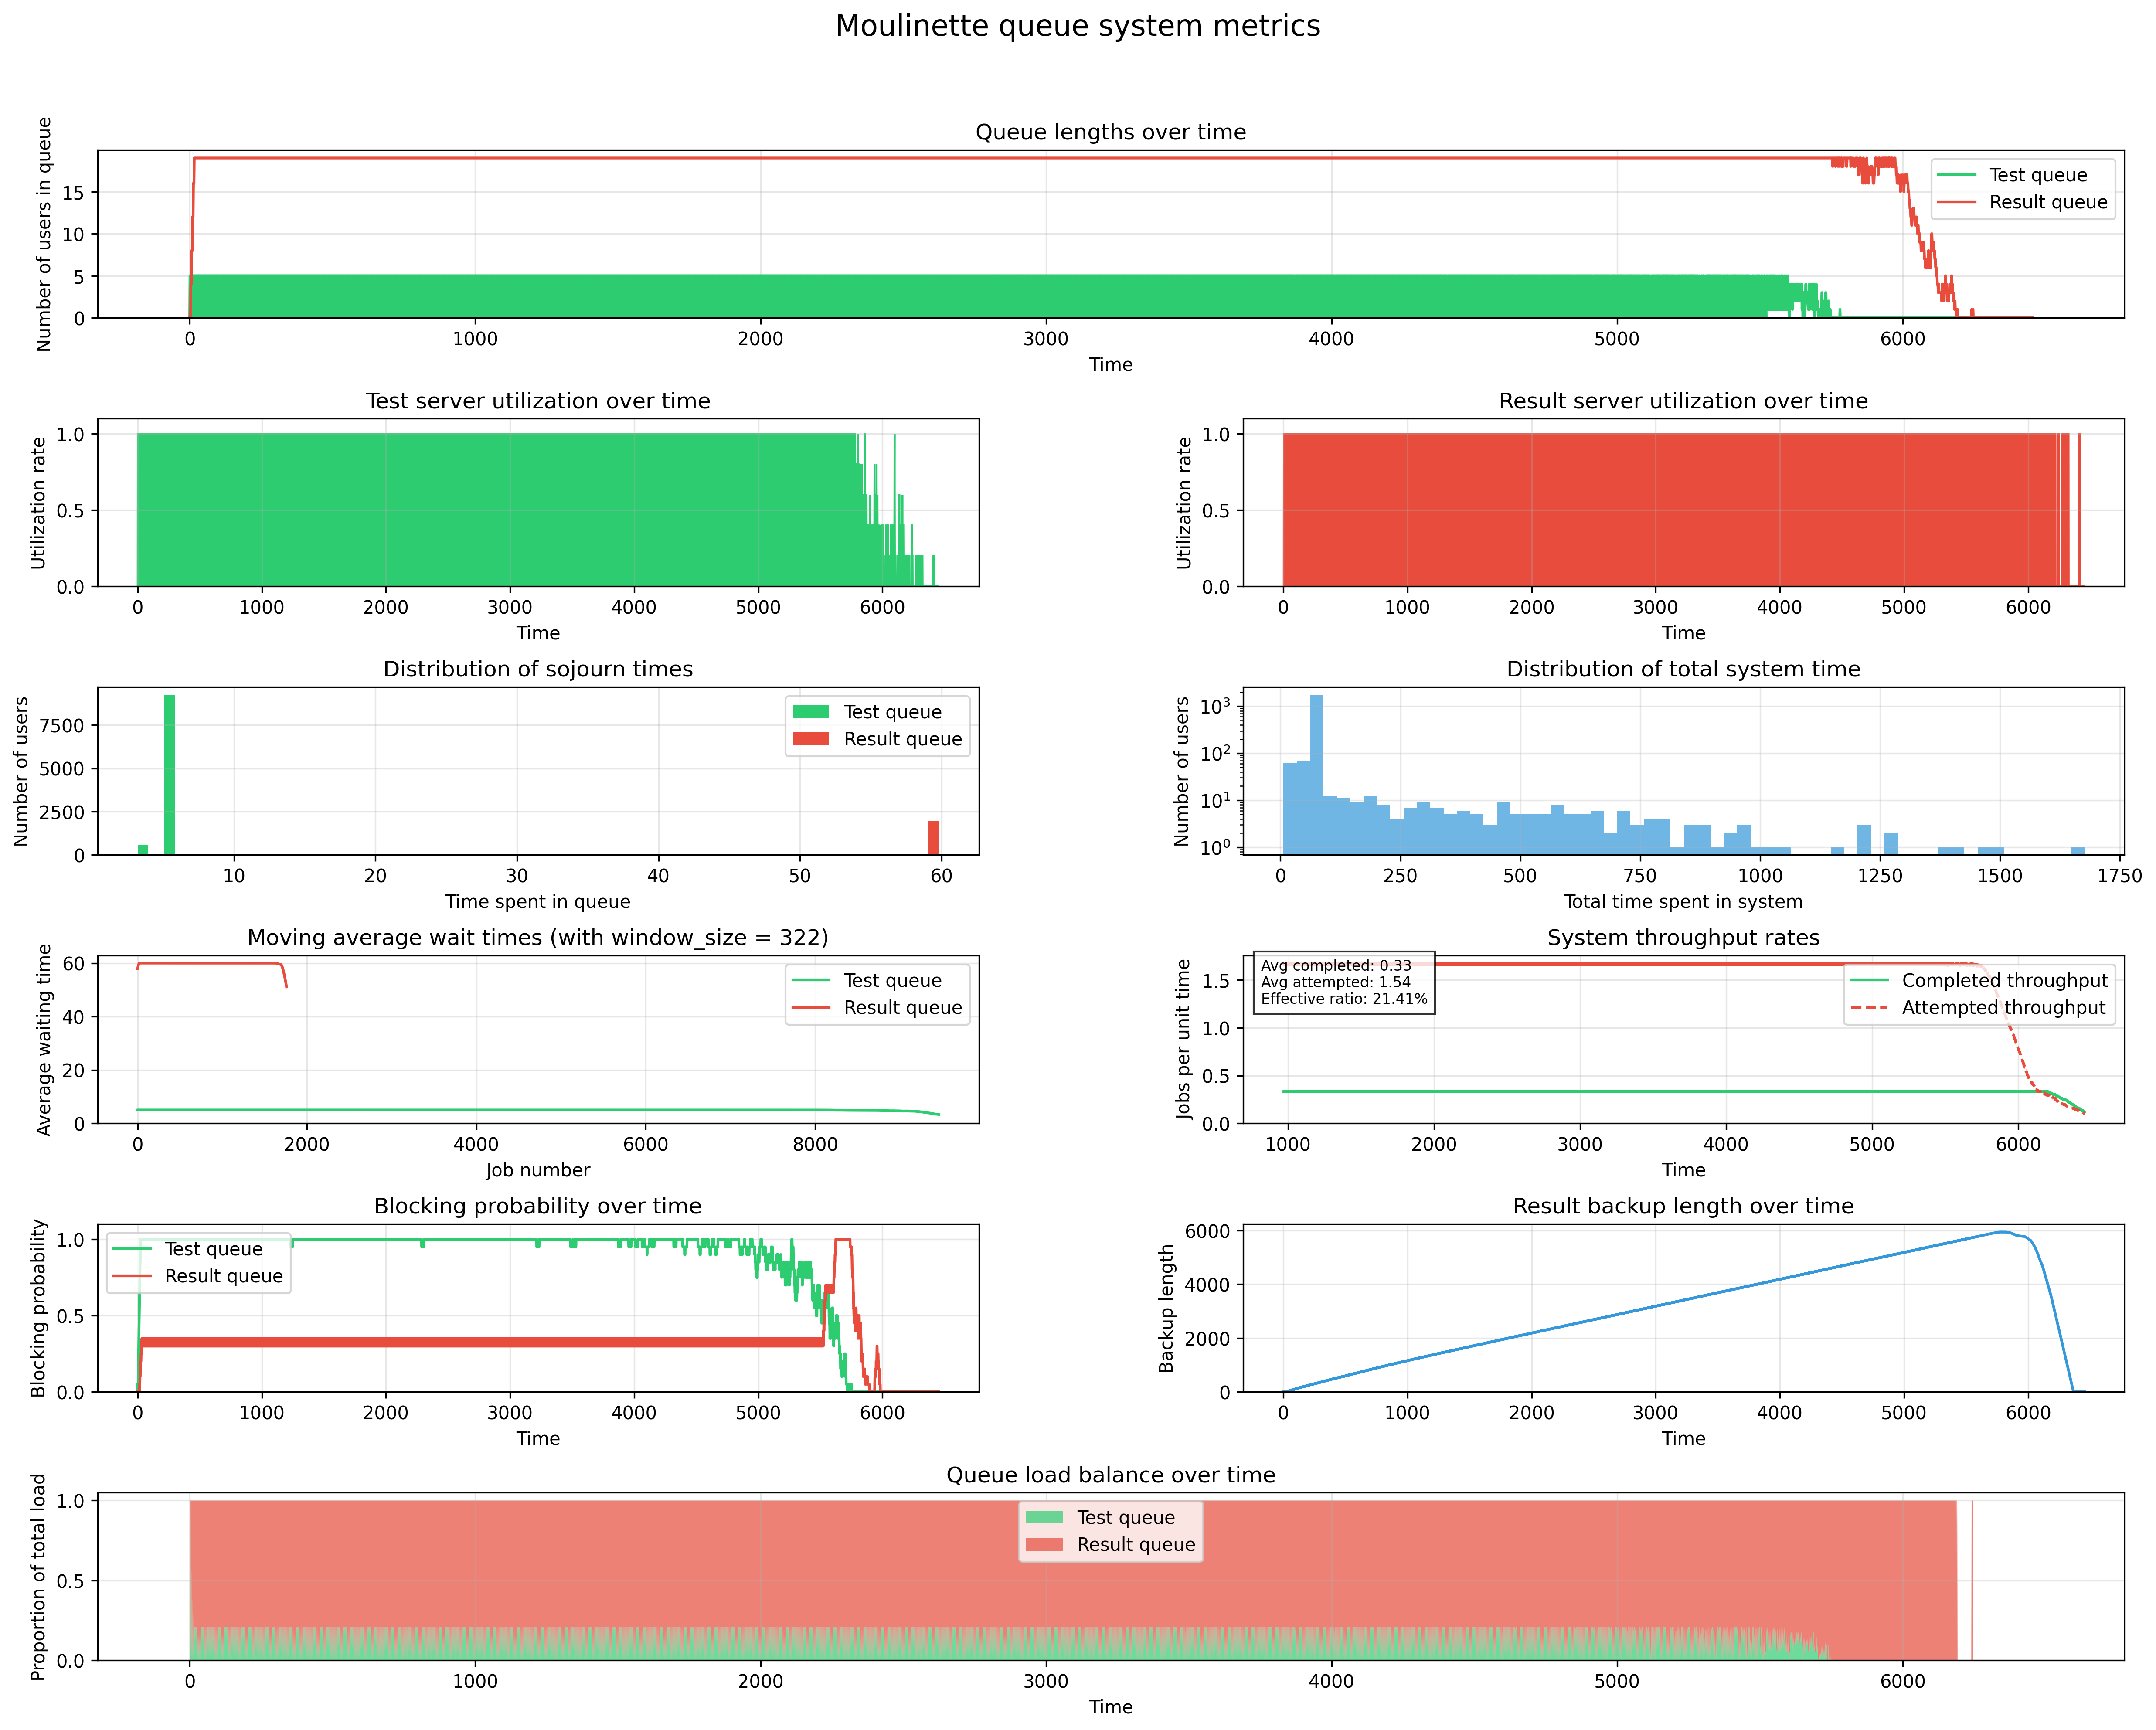 Moulinette queue system metrics
Queue lengths over time
Number of users in queue
15
10
5
0
Test queue
Result queue
0 1000 2000 3000 4000 5000 6000
Time
Test server utilization over time
Utilization rate
1.0
0.5
0.0
0 1000 2000 3000 4000 5000 6000
Time
Result server utilization over time
Utilization rate
1.0
0.5
0.0
0 1000 2000 3000 4000 5000 6000
Time
Distribution of sojourn times
Number of users
7500
5000
2500
0
Test queue
Result queue
10 20 30 40 50 60
Time spent in queue
Distribution of total system time
Number of users
10³
10²
10¹
10⁰
0 250 500 750 1000 1250 1500 1750
Total time spent in system
Moving average wait times (with window_size = 322)
Average waiting time
60
40
20
0
Test queue
Result queue
0 2000 4000 6000 8000
Job number
System throughput rates
Jobs per unit time
1.5
1.0
0.5
0.0
Avg completed: 0.33
Avg attempted: 1.54
Effective ratio: 21.41%
Completed throughput
Attempted throughput
1000 2000 3000 4000 5000 6000
Time
Blocking probability over time
Blocking probability
1.0
0.5
0.0
Test queue
Result queue
0 1000 2000 3000 4000 5000 6000
Time
Result backup length over time
Backup length
6000
4000
2000
0
0 1000 2000 3000 4000 5000 6000
Time
Queue load balance over time
Proportion of total load
1.0
0.5
0.0
Test queue
Result queue
0 1000 2000 3000 4000 5000 6000
Time